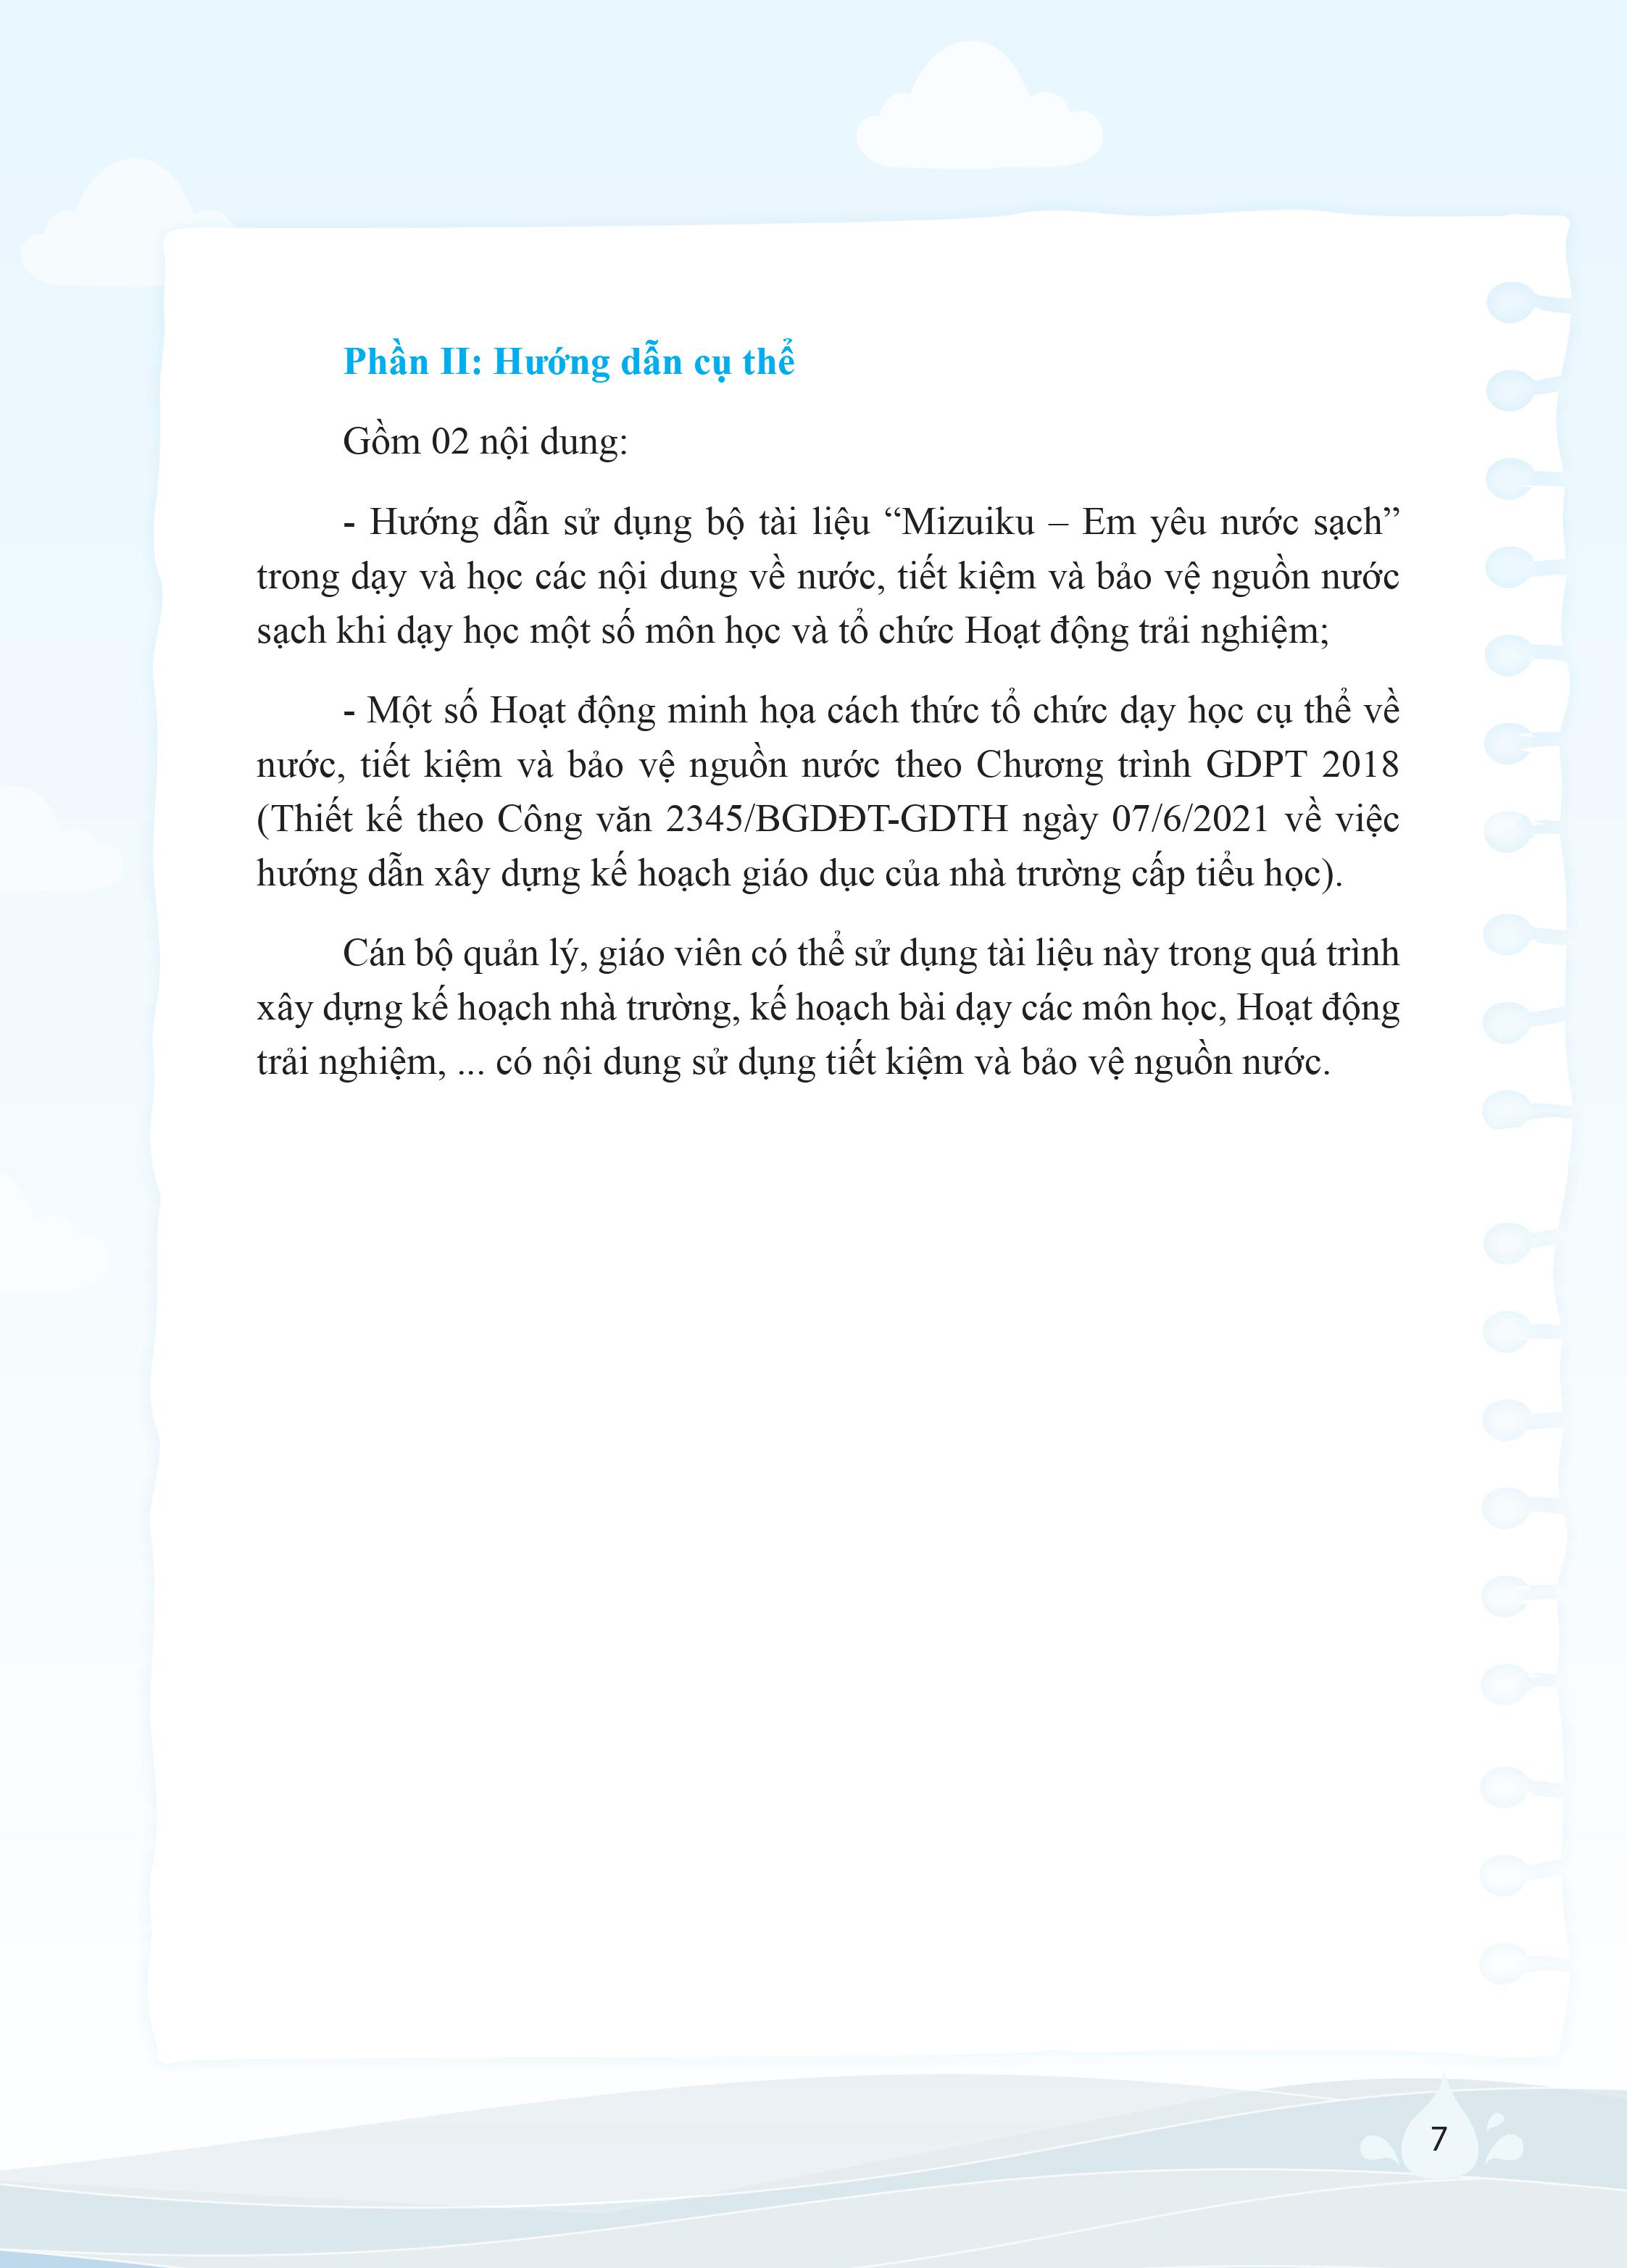 Phần II: Hướng dẫn cụ thể
Gồm 02 nội dung:
- Hướng dẫn sử dụng bộ tài liệu “Mizuiku – Em yêu nước sạch”
trong dạy và học các nội dung về nước, tiết kiệm và bảo vệ nguồn nước
sạch khi dạy học một số môn học và tổ chức Hoạt động trải nghiệm;
- Một số Hoạt động minh họa cách thức tổ chức dạy học cụ thể về
nước, tiết kiệm và bảo vệ nguồn nước theo Chương trình GDPT 2018
(Thiết kế theo Công văn 2345/BGDĐT-GDTH ngày 07/6/2021 về việc
hướng dẫn xây dựng kế hoạch giáo dục của nhà trường cấp tiểu học).
Cán bộ quản lý, giáo viên có thể sử dụng tài liệu này trong quá trình
xây dựng kế hoạch nhà trường, kế hoạch bài dạy các môn học, Hoạt động
trải nghiệm, ... có nội dung sử dụng tiết kiệm và bảo vệ nguồn nước.
7